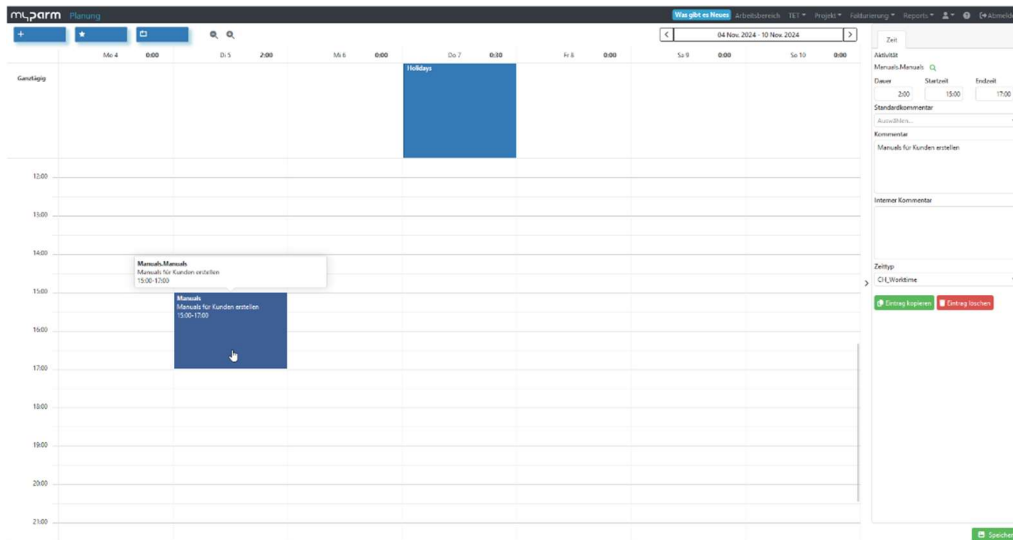 myparm Planung
Was gibt es Neues Arbeitsbereich TKT Projekt Fakturierung Reports Abmelde
04 Nov. 2024 - 10 Nov. 2024
Mo 4 0:00 Di 5 2:00 Mi 6 0:00 Do 7 0:30 Fr 8 0:00 Sa 9 0:00 So 10 0:00
Ganztägig
Holidays
12:00
13:00
14:00
15:00
16:00
17:00
18:00
19:00
20:00
21:00
Manuals.Manuals
Manuals für Kunden erstellen
15:00-17:00
Manuals
Manuals für Kunden erstellen
15:00-17:00
Zeit
Aktivität
Manuals.Manuals
Dauer Startzeit Endzeit
2:00 15:00 17:00
Standardkommentar
Auswählen...
Kommentar
Manuals für Kunden erstellen
Interner Kommentar
Zeittyp
CH_Worktime
Eintrag kopieren Eintrag löschen
Speicher